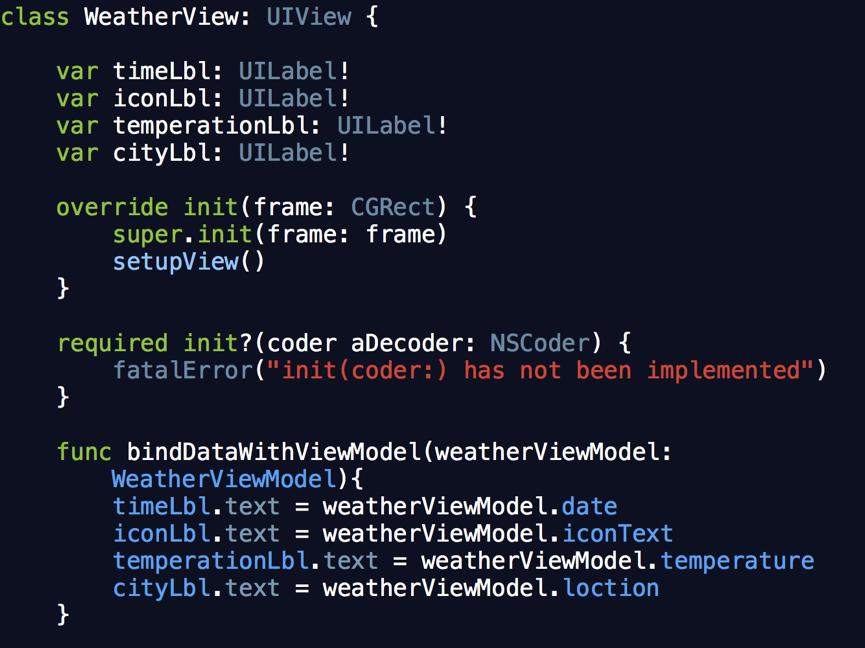 class WeatherView: UIView {
var timeLbl: UILabel!
var iconLbl: UILabel!
var temperationLbl: UILabel!
var cityLbl: UILabel!
override init(frame: CGRect) {
super.init(frame: frame)
setupView()
}
required init?(coder aDecoder: NSCoder) {
fatalError("init(coder:) has not been implemented")
}
func bindDataWithViewModel(weatherViewModel:
WeatherViewModel){
timeLbl.text = weatherViewModel.date
iconLbl.text = weatherViewModel.iconText
temperationLbl.text = weatherViewModel.temperature
cityLbl.text = weatherViewModel.loction
}